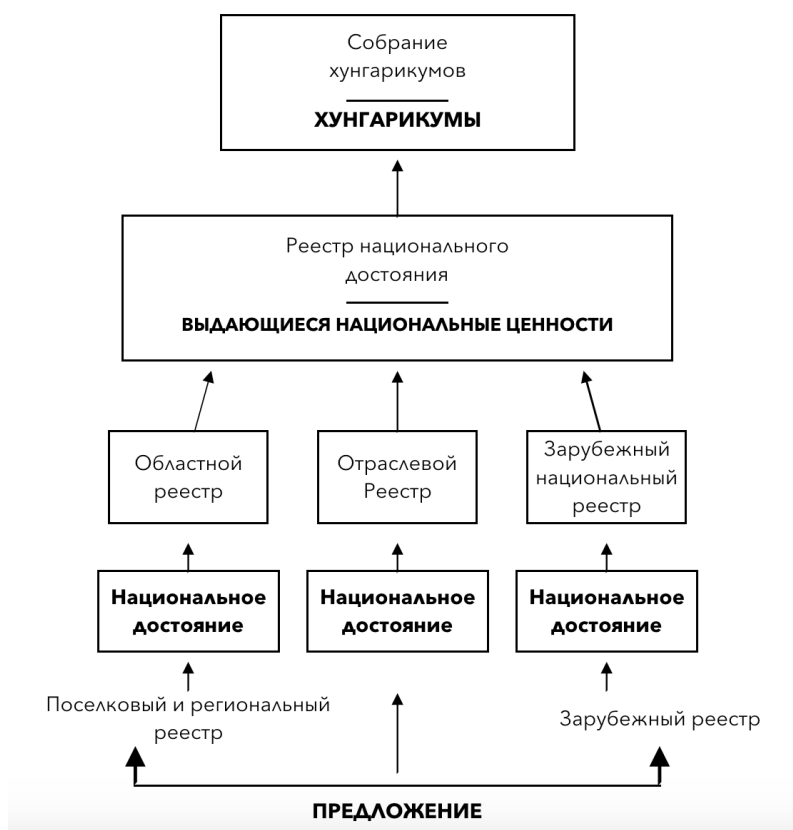 Собрание
хунгарикумов
ХУНГАРИКУМЫ
Реестр национального
достояния
ВЫДАЮЩИЕСЯ НАЦИОНАЛЬНЫЕ ЦЕННОСТИ
Областной
реестр
Отраслевой
Реестр
Зарубежный
национальный
реестр
Национальное
достояние
Национальное
достояние
Национальное
достояние
Поселковый и региональный
реестр
Зарубежный реестр
ПРЕДЛОЖЕНИЕ